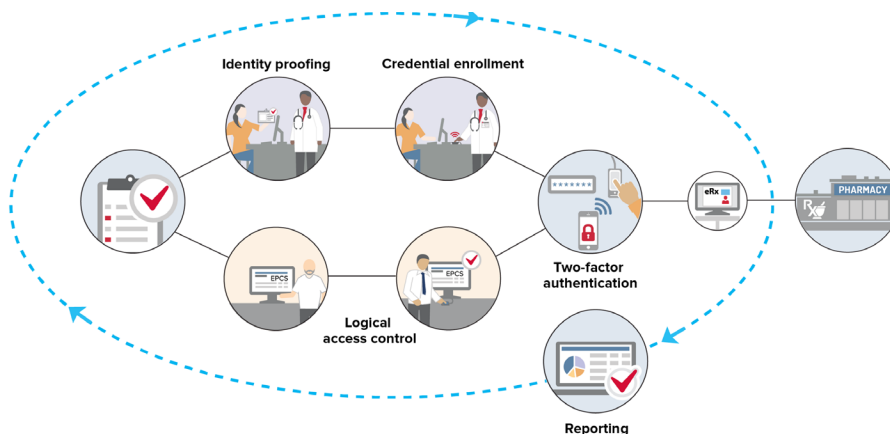 Identity proofing
Credential enrollment
*******
eRx
PHARMACY
Rx
EPCS
EPCS
Logical
access control
Two-factor
authentication
Reporting